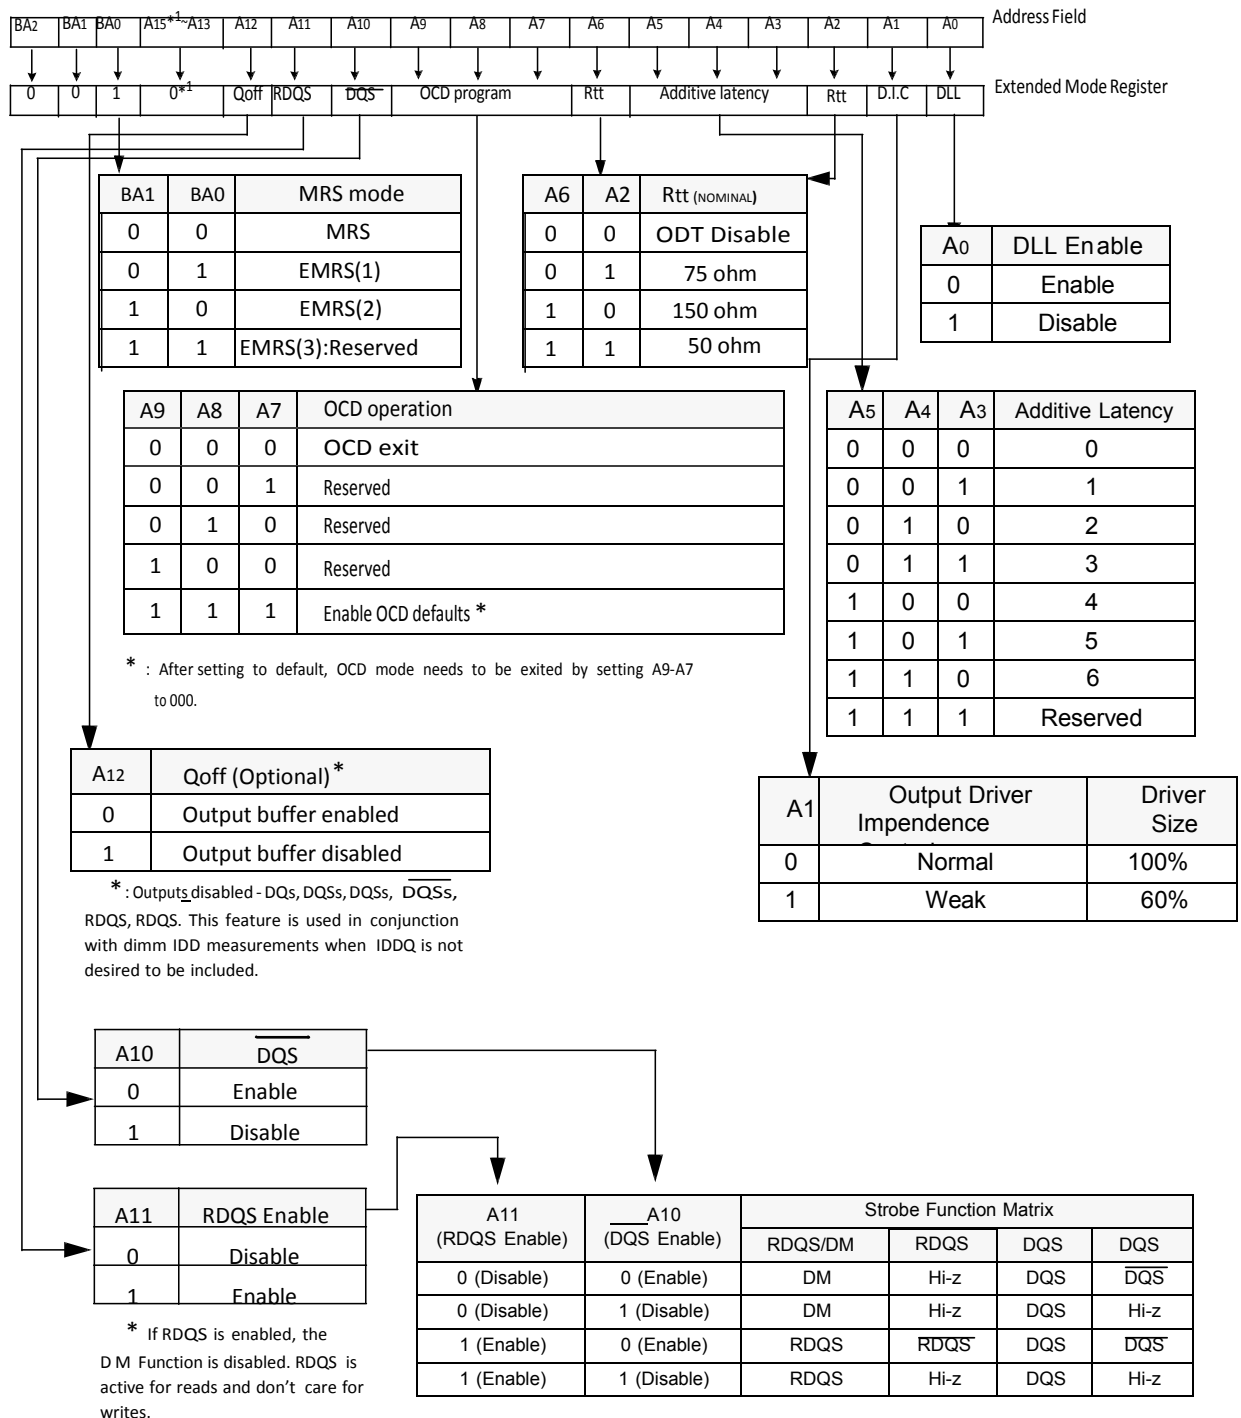 BA2 BA1 BA0 A15*1~A13 A12 A11 A10 A9 A8 A7 A6 A5 A4 A3 A2 A1 A0 Address Field
0 0 1 0*1 Qoff RDQS DQS OCD program Rtt Additive latency Rtt D.I.C DLL Extended Mode Register
BA1 BA0 MRS mode
0 0 MRS
0 1 EMRS(1)
1 0 EMRS(2)
1 1 EMRS(3):Reserved
A6 A2 Rtt (NOMINAL)
0 0 ODT Disable
0 1 75 ohm
1 0 150 ohm
1 1 50 ohm
A0 DLL Enable
0 Enable
1 Disable
A9 A8 A7 OCD operation
0 0 0 OCD exit
0 0 1 Reserved
0 1 0 Reserved
1 0 0 Reserved
1 1 1 Enable OCD defaults *
* : After setting to default, OCD mode needs to be exited by setting A9-A7
to 000.
A5 A4 A3 Additive Latency
0 0 0 0
0 0 1 1
0 1 0 2
0 1 1 3
1 0 0 4
1 0 1 5
1 1 0 6
1 1 1 Reserved
A12 Qoff (Optional) *
0 Output buffer enabled
1 Output buffer disabled
* : Outputs disabled - DQs, DQSs, DQSs, DQSs,
RDQS, RDQS. This feature is used in conjunction
with dimm IDD measurements when IDDQ is not
desired to be included.
A1 Output Driver Impendence Driver Size
0 Normal 100%
1 Weak 60%
A10 DQS
0 Enable
1 Disable
A11 RDQS Enable
0 Disable
1 Enable
* If RDQS is enabled, the
D M Function is disabled. RDQS is
active for reads and don't care for
writes.
A11 (RDQS Enable) A10 (DQS Enable) Strobe Function Matrix
RDQS/DM RDQS DQS DQS
0 (Disable) 0 (Enable) DM Hi-z DQS DQS
0 (Disable) 1 (Disable) DM Hi-z DQS Hi-z
1 (Enable) 0 (Enable) RDQS RDQS DQS DQS
1 (Enable) 1 (Disable) RDQS Hi-z DQS Hi-z